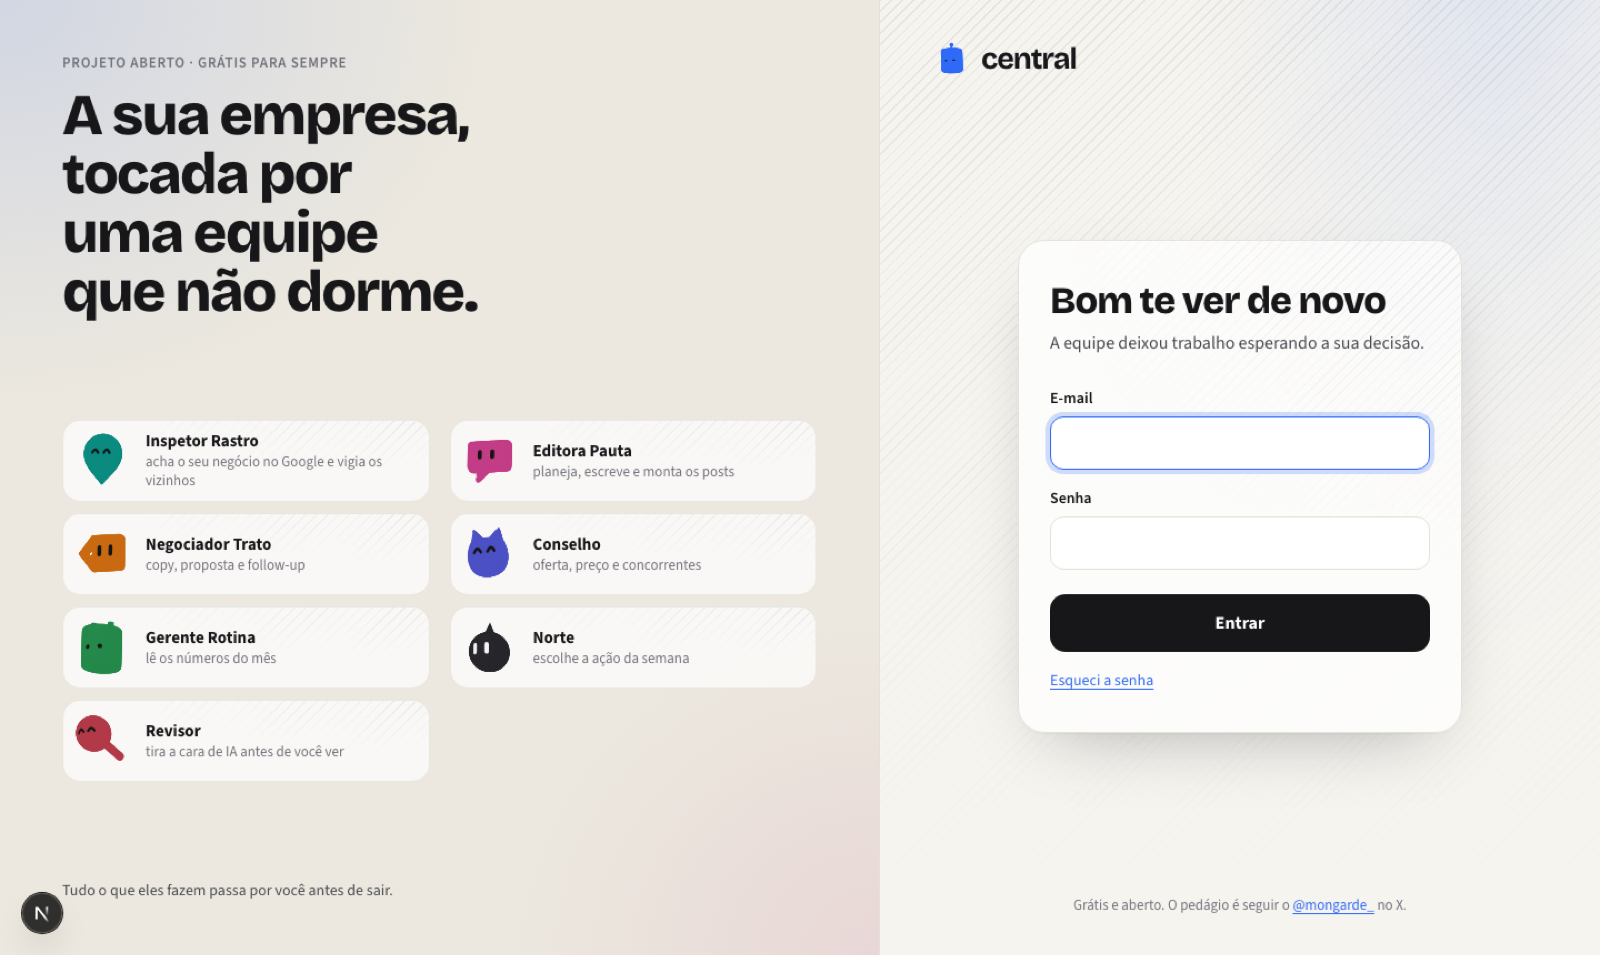 PROJETO ABERTO · GRÁTIS PARA SEMPRE
A sua empresa,
tocada por
uma equipe
que não dorme.
Inspetor Rastro
acha o seu negócio no Google e vigia os
vizinhos
Editora Pauta
planeja, escreve e monta os posts
Negociador Trato
copy, proposta e follow-up
Conselho
oferta, preço e concorrentes
Gerente Rotina
lê os números do mês
Norte
escolhe a ação da semana
Revisor
tira a cara de IA antes de você ver
Tudo o que eles fazem passa por você antes de sair.
N
central
Bom te ver de novo
A equipe deixou trabalho esperando a sua decisão.
E-mail
Senha
Entrar
Esqueci a senha
Grátis e aberto. O pedágio é seguir o @mongarde_ no X.